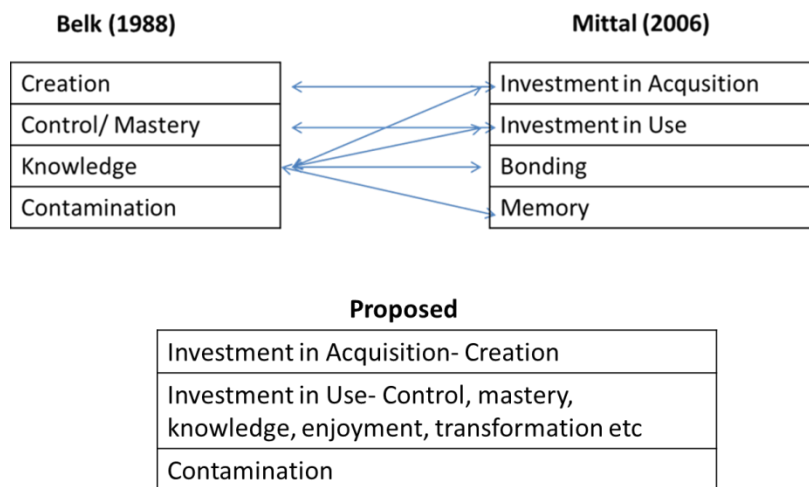 Belk (1988)
Mittal (2006)
Creation
Investment in Acqusition
Control/ Mastery
Investment in Use
Knowledge
Bonding
Contamination
Memory
Proposed
Investment in Acquisition- Creation
Investment in Use- Control, mastery,
knowledge, enjoyment, transformation etc
Contamination